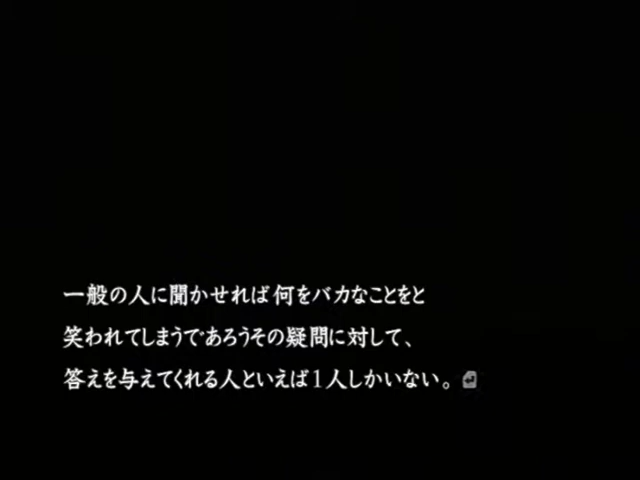 一般の人に聞かせれば何をバカなことをと
笑われてしまうであろうその疑問に対して、
答えを与えてくれる人といえば1人しかいない。